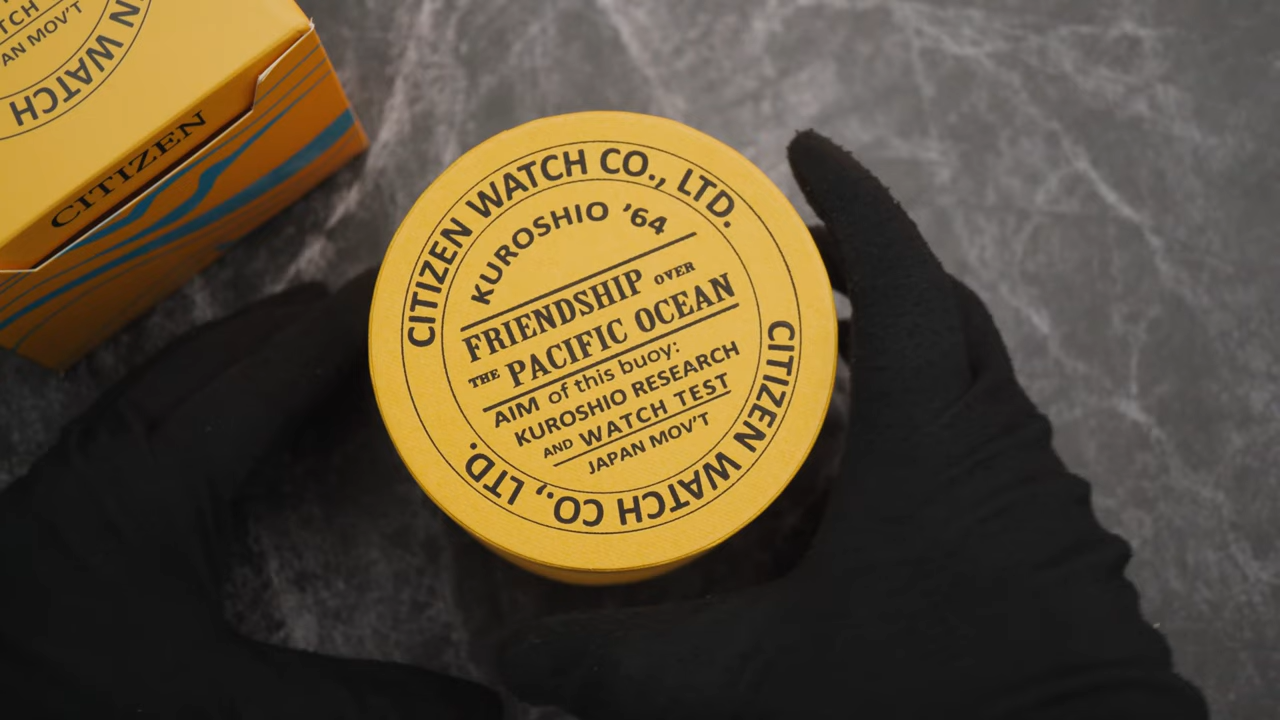 TCH
AN MOV'T
N WATCH
CITIZEN
CITIZEN WATCH CO., LTD.
KUROSHIO '64
FRIENDSHIP OVER
THE PACIFIC OCEAN
AIM of this buoy:
KUROSHIO RESEARCH
AND WATCH TEST
JAPAN MOV'T
CITIZEN WATCH CO., LTD.